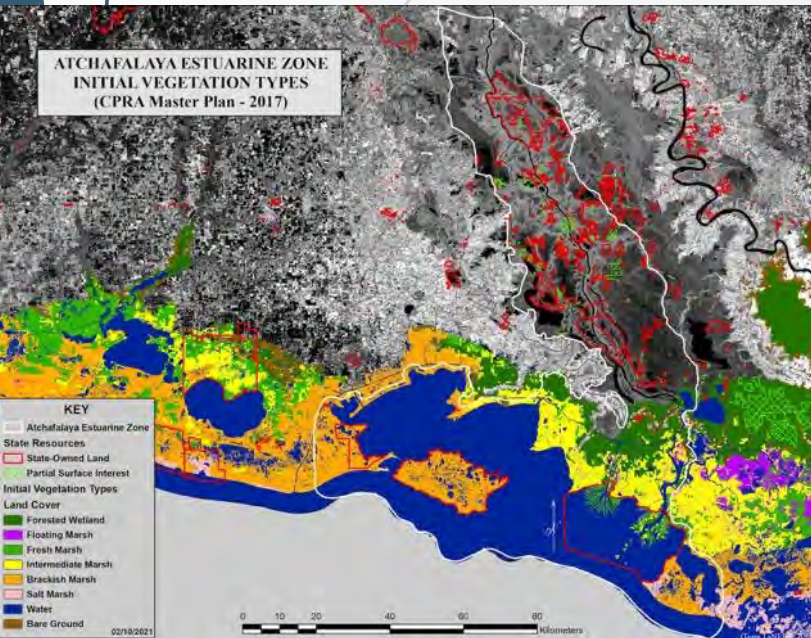 ATCHAFALAYA ESTUARINE ZONE
INITIAL VEGETATION TYPES
(CPRA Master Plan - 2017)
KEY
Atchafalaya Estuarine Zone
State Resources
State-Owned Land
Partial Surface Interest
Initial Vegetation Types
Land Cover
Forested Wetland
Floating Marsh
Fresh Marsh
Intermediate Marsh
Brackish Marsh
Salt Marsh
Water
Bare Ground
02/10/2021
0 10 20 40 60 80
Kilometers